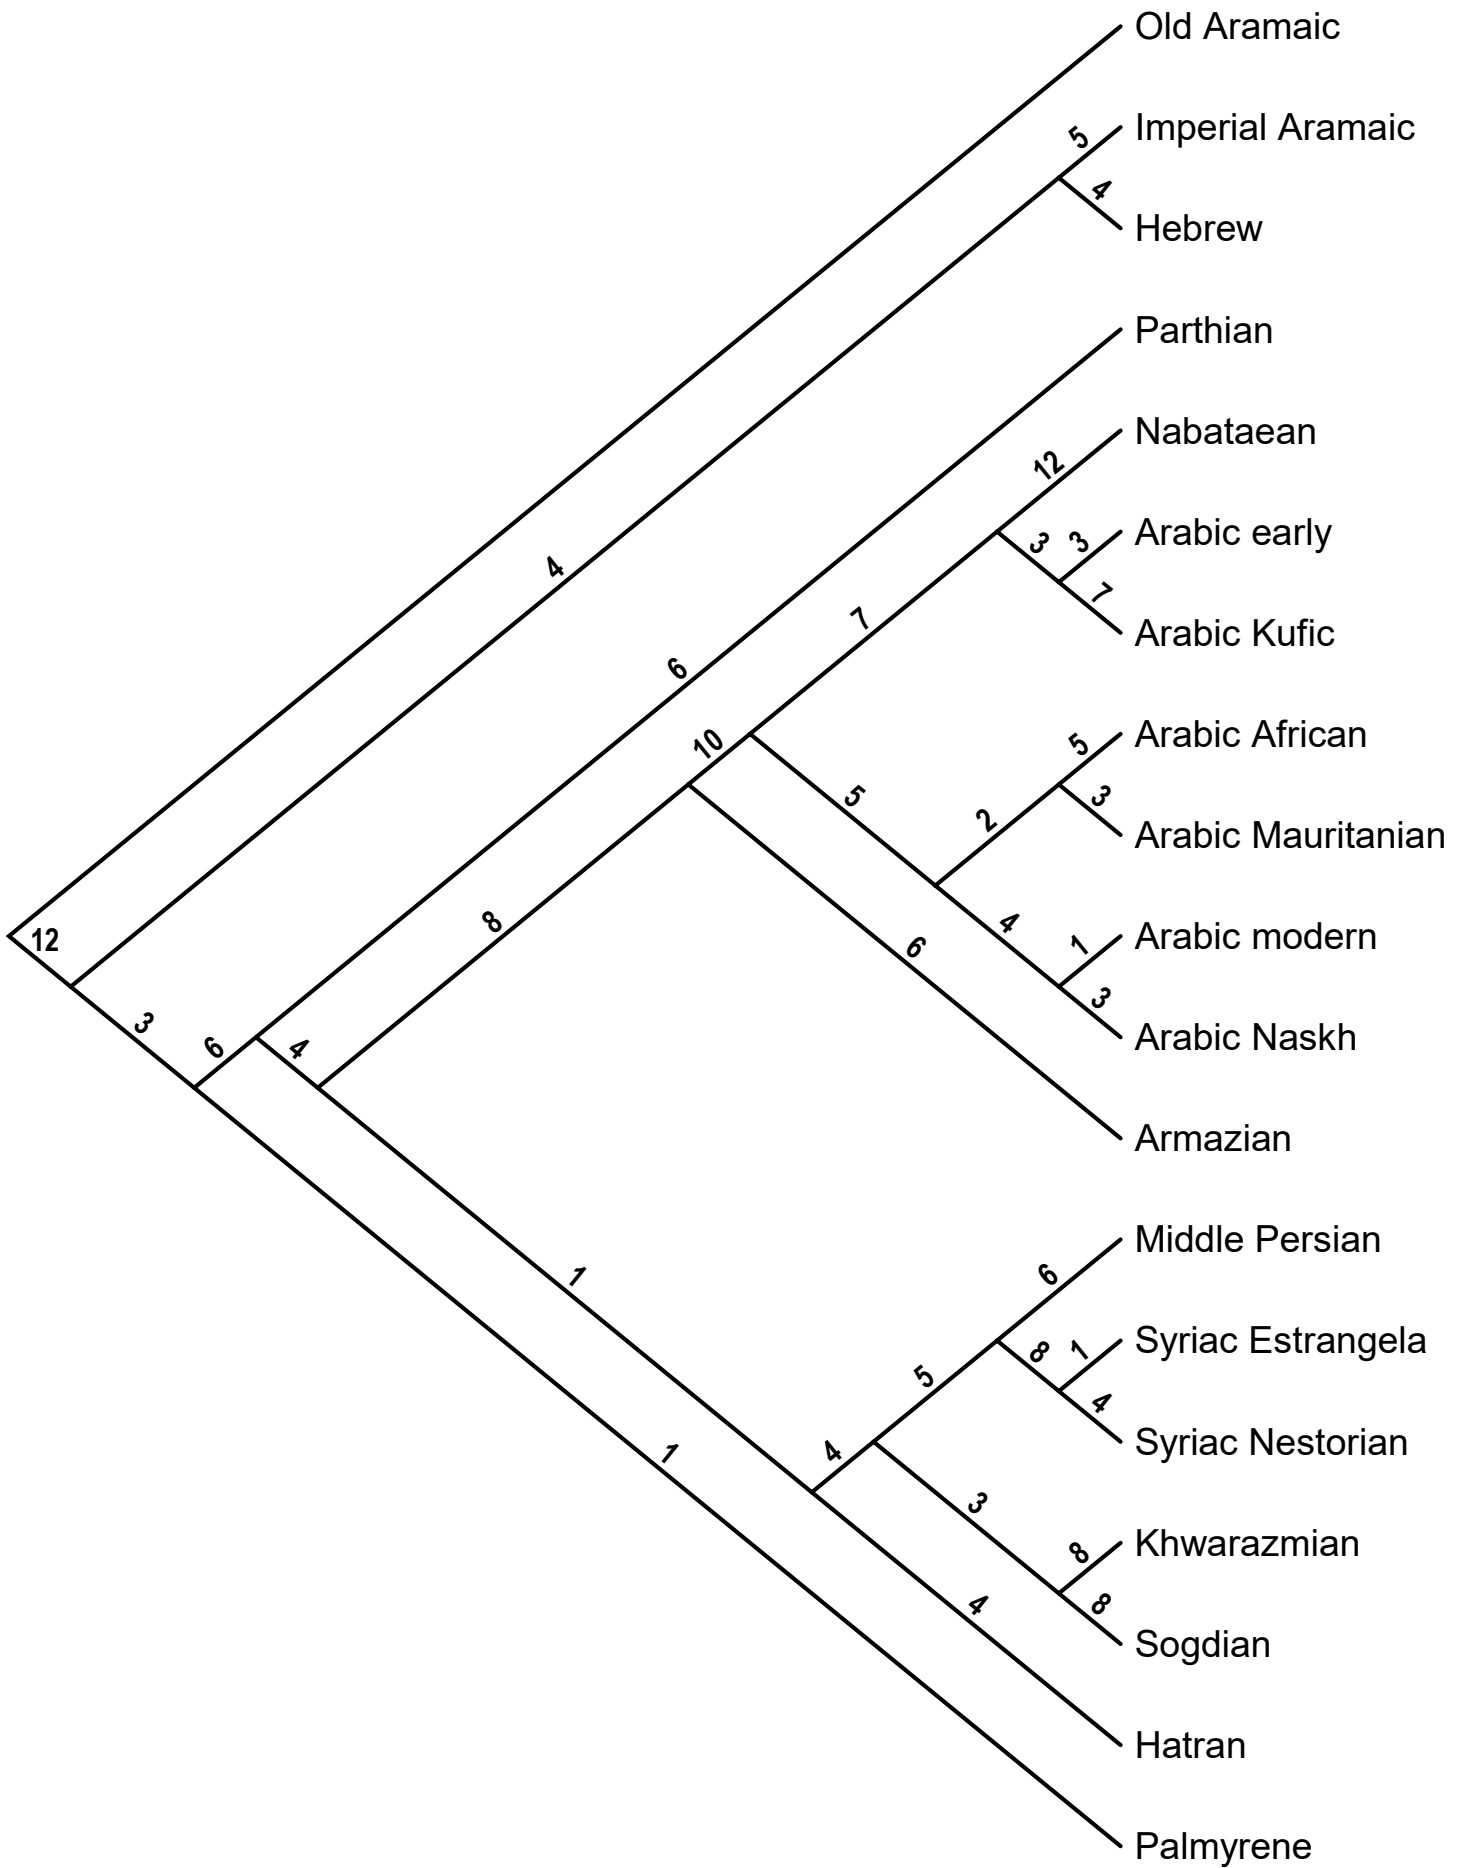 Old Aramaic
5
Imperial Aramaic
4
Hebrew
Parthian
Nabataean
12
Arabic early
3 3
4
7
Arabic Kufic
7
6
Arabic African
5
10
3
5
2
Arabic Mauritanian
8
4
1
Arabic modern
12
6
3
3
Arabic Naskh
6
4
Armazian
Middle Persian
1
6
Syriac Estrangela
8 1
5
4
Syriac Nestorian
4
1
3
Khwarazmian
8
8
4
Sogdian
Hatran
Palmyrene